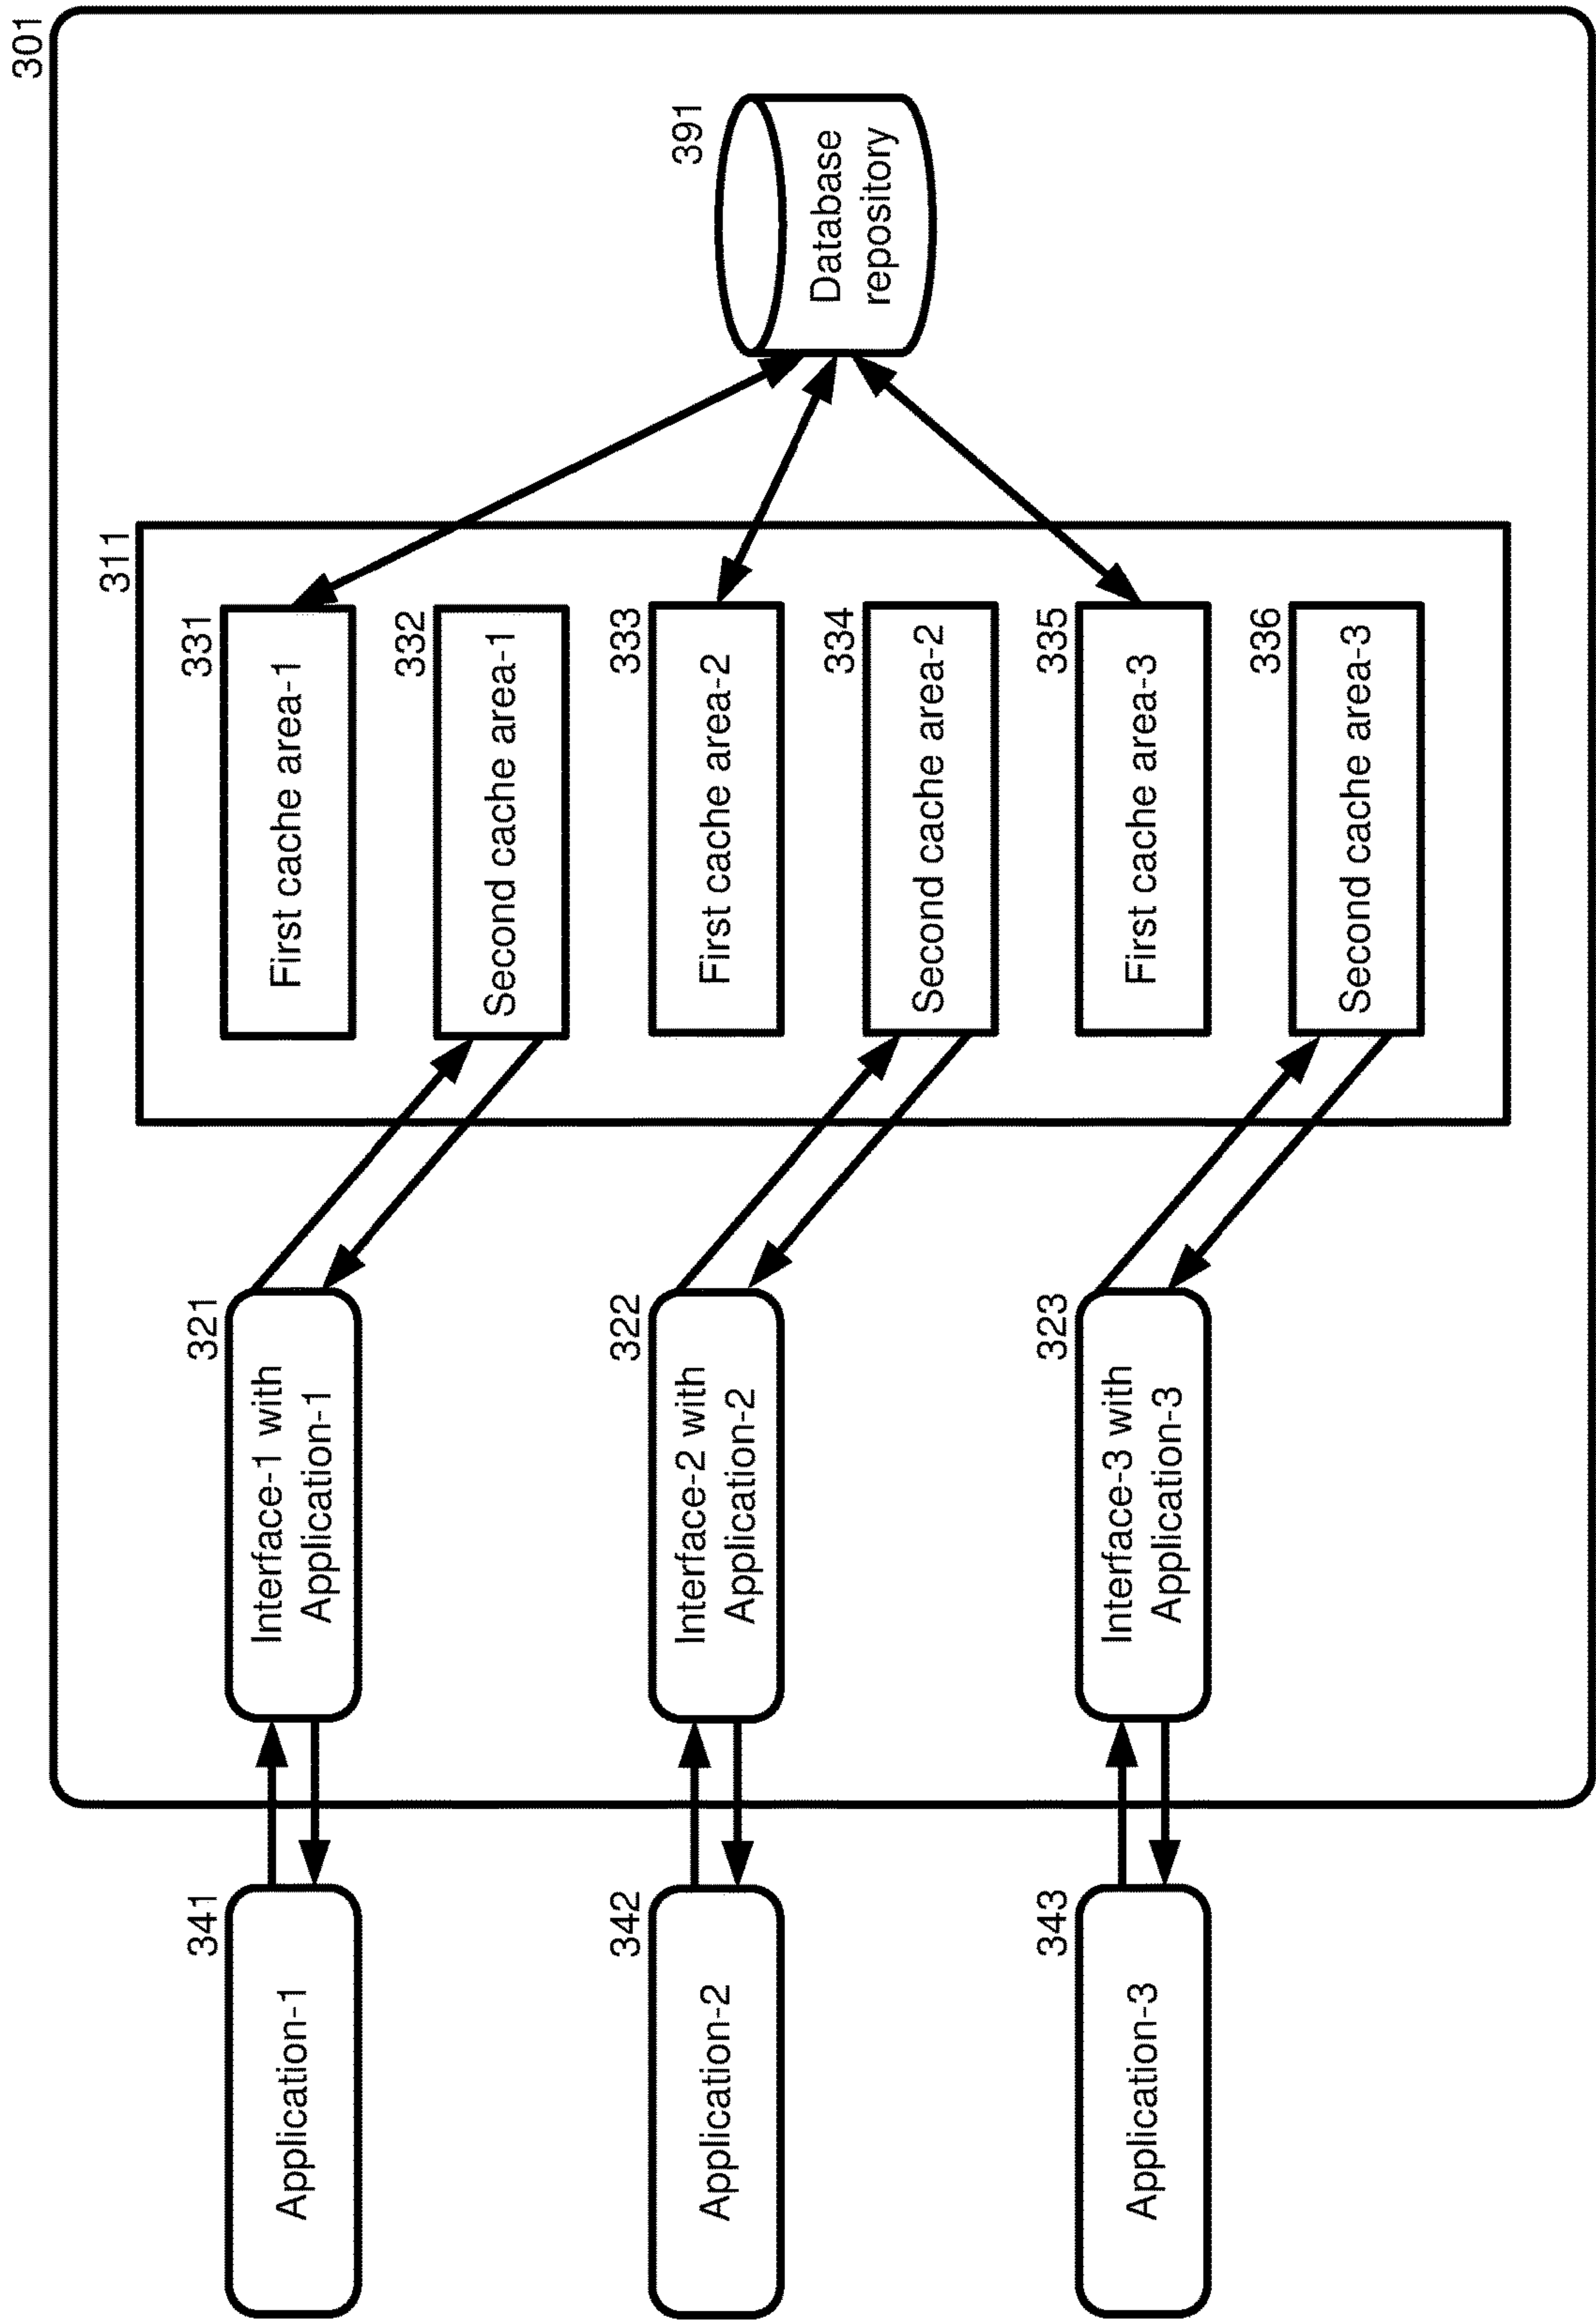 301
311
391
Database
repository
341
Application-1
321
Interface-1 with
Application-1
331
First cache area-1
332
Second cache area-1
342
Application-2
322
Interface-2 with
Application-2
333
First cache area-2
334
Second cache area-2
343
Application-3
323
Interface-3 with
Application-3
335
First cache area-3
336
Second cache area-3